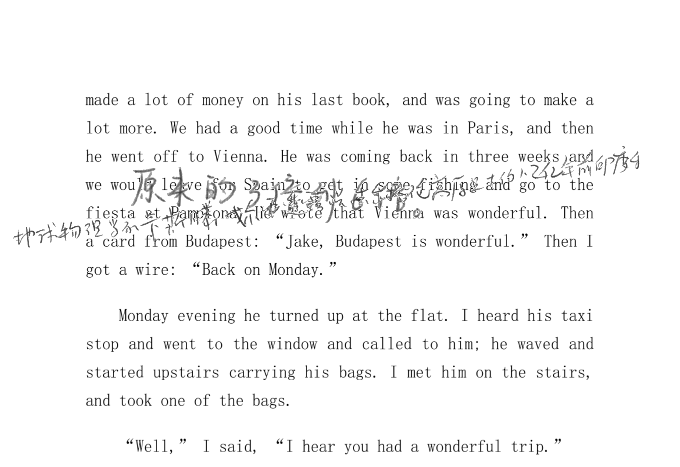 made a lot of money on his last book, and was going to make a
lot more. We had a good time while he was in Paris, and then
he went off to Vienna. He was coming back in three weeks and
we would leave for Spain to get in some fishing and go to the
原来的3倍
fiesta at Pamplona. He wrote that Vienna was wonderful. Then
地球物理学家
a card from Budapest: “Jake, Budapest is wonderful.” Then I
got a wire: “Back on Monday.”
Monday evening he turned up at the flat. I heard his taxi
stop and went to the window and called to him; he waved and
started upstairs carrying his bags. I met him on the stairs,
and took one of the bags.
“Well,” I said, “I hear you had a wonderful trip.”